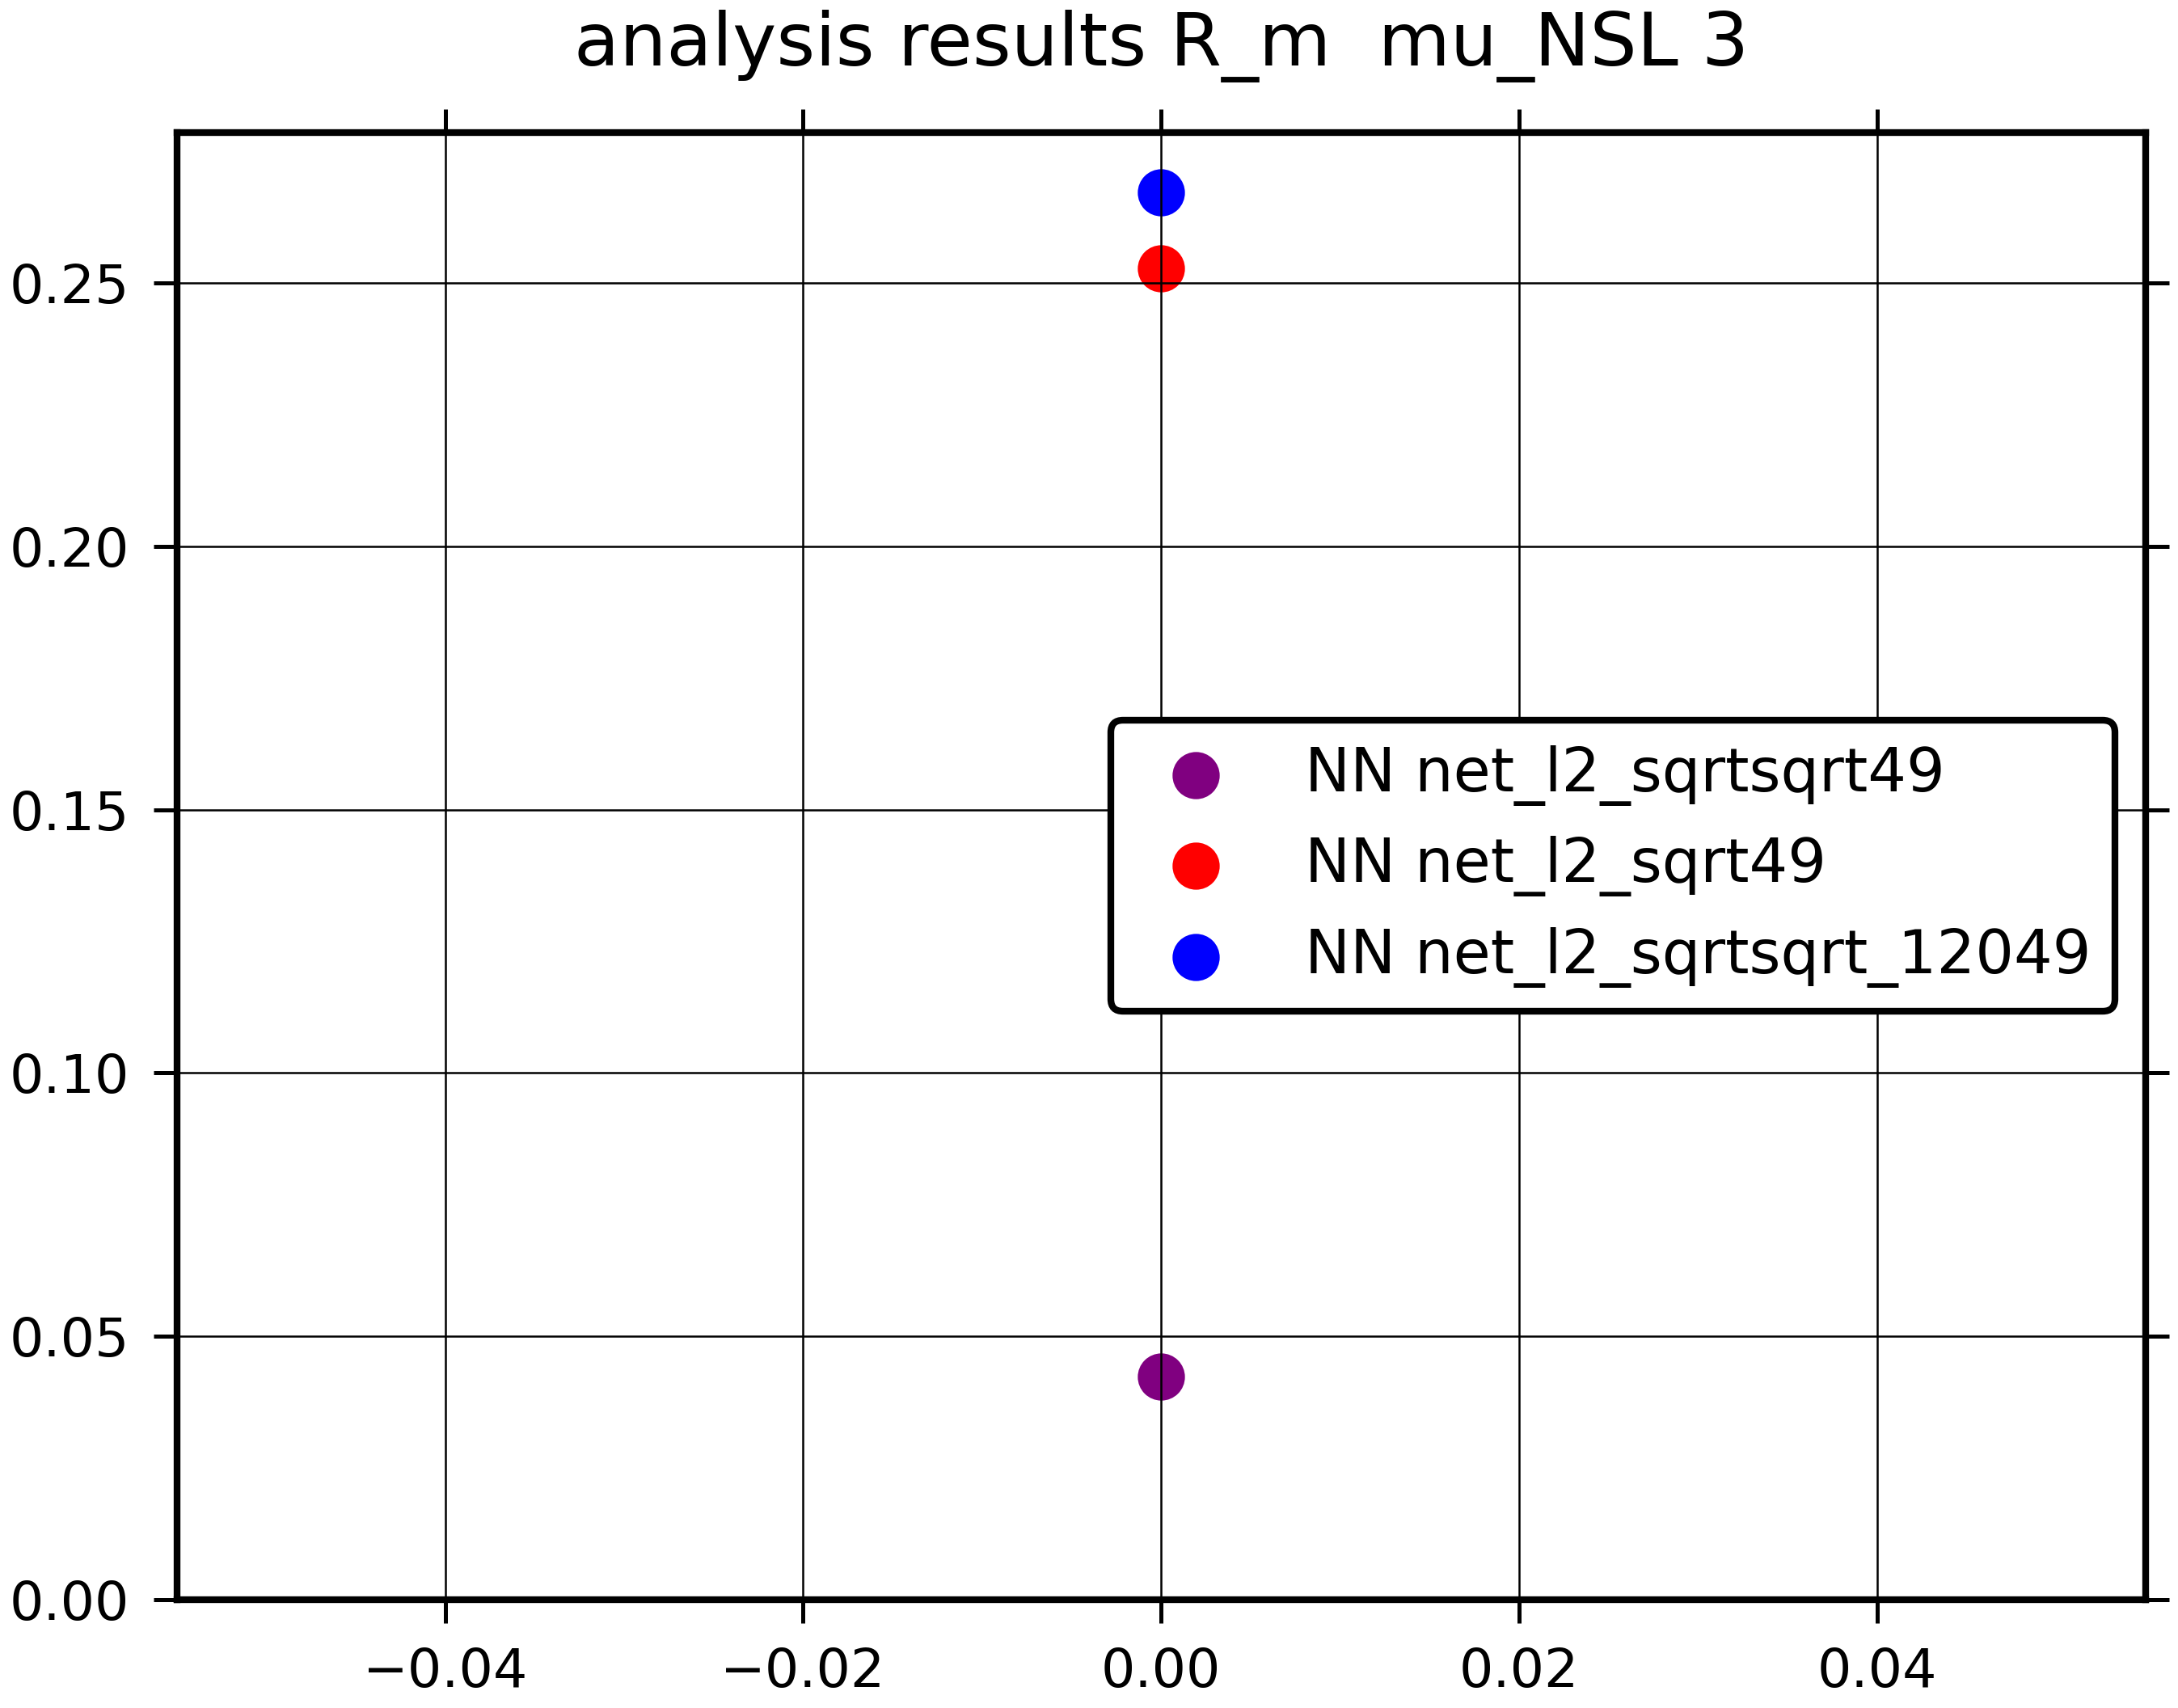 analysis results R_m  mu_NSL 3
0.25
0.20
0.15
0.10
0.05
0.00
NN net_l2_sqrtsqrt49
NN net_l2_sqrt49
NN net_l2_sqrtsqrt_12049
−0.04
−0.02
0.00
0.02
0.04